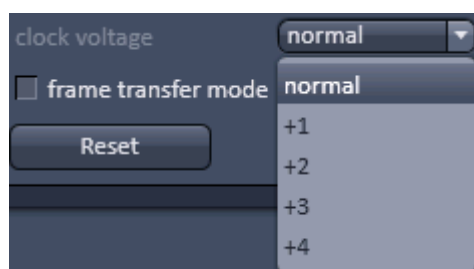 clock voltage normal
normal
frame transfer mode
+1
Reset
+2
+3
+4